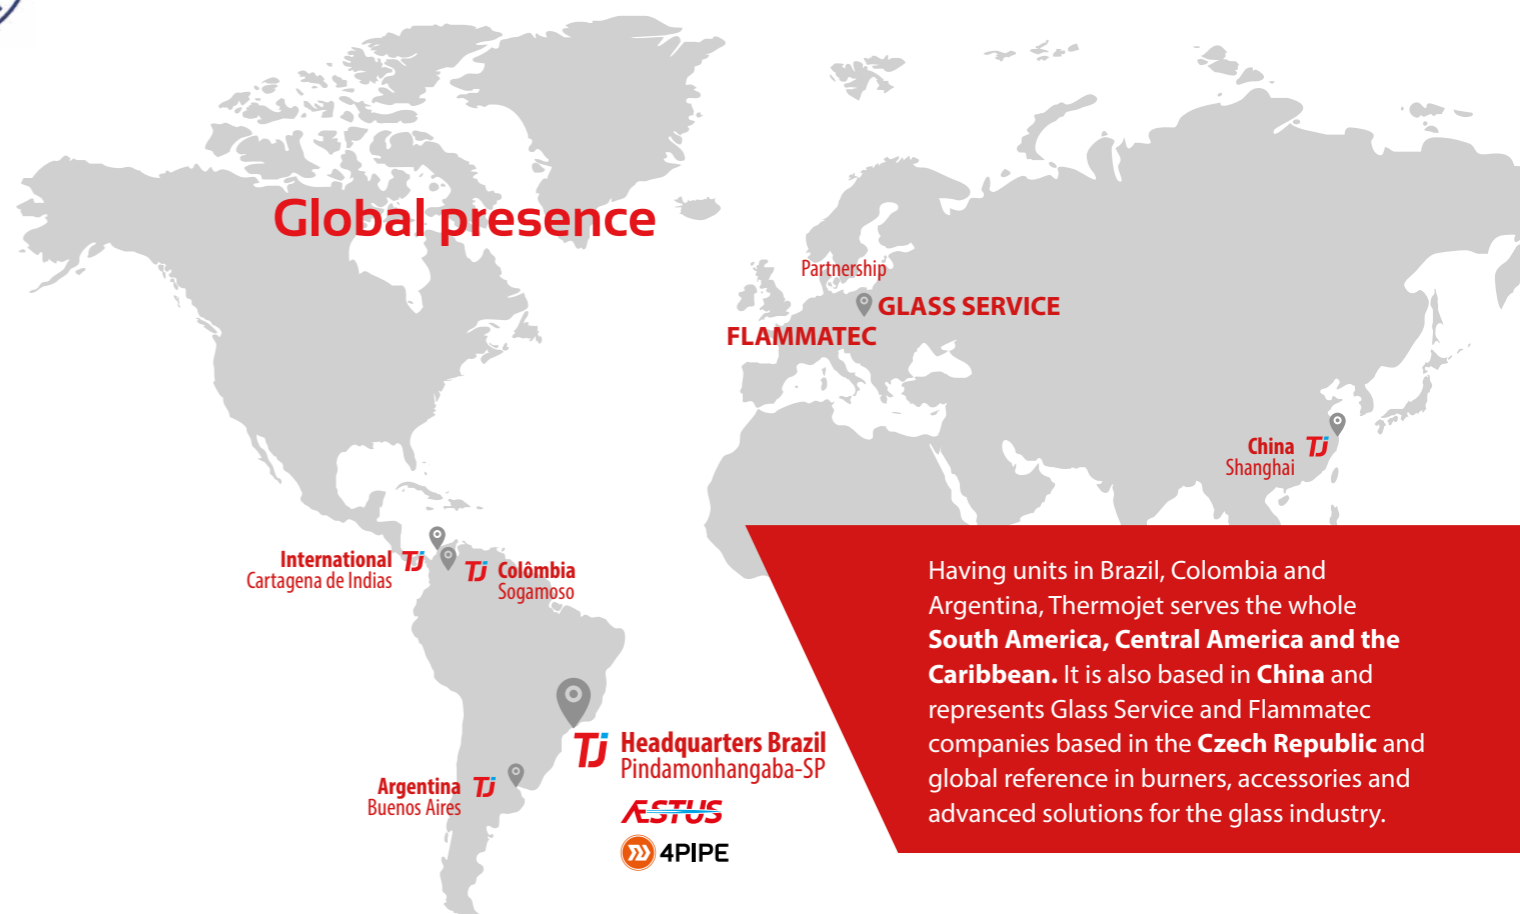 Global presence
Partnership
GLASS SERVICE
FLAMMATEC
China TJ
Shanghai
International TJ
Cartagena de Indias
TJ Colômbia
Sogamoso
TJ Headquarters Brazil
Pindamonhangaba-SP
Argentina TJ
Buenos Aires
ÆSTUS
4PIPE
Having units in Brazil, Colombia and
Argentina, Thermojet serves the whole
South America, Central America and the
Caribbean. It is also based in China and
represents Glass Service and Flammatec
companies based in the Czech Republic and
global reference in burners, accessories and
advanced solutions for the glass industry.